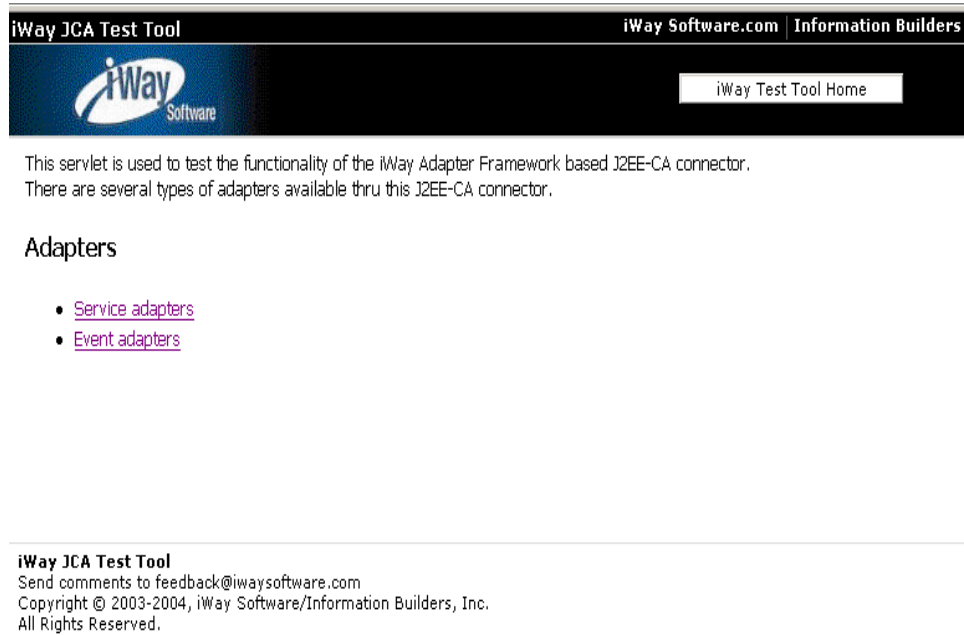 iWay JCA Test Tool
iWay Software.com | Information Builders
iWay Software
iWay Test Tool Home
This servlet is used to test the functionality of the iWay Adapter Framework based J2EE-CA connector.
There are several types of adapters available thru this J2EE-CA connector.
Adapters
• Service adapters
• Event adapters
iWay JCA Test Tool
Send comments to feedback@iwaysoftware.com
Copyright © 2003-2004, iWay Software/Information Builders, Inc.
All Rights Reserved.